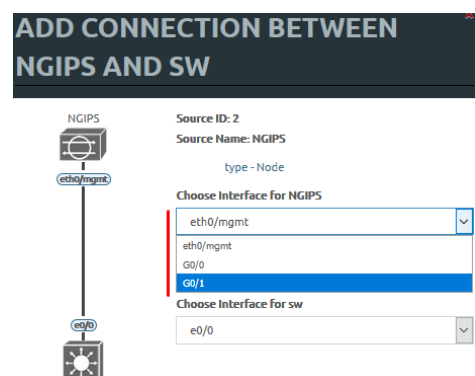 ADD CONNECTION BETWEEN
NGIPS AND SW
NGIPS
eth0/mgmt
e0/0
Source ID: 2
Source Name: NGIPS
type - Node
Choose Interface for NGIPS
eth0/mgmt
eth0/mgmt
G0/0
G0/1
Choose Interface for sw
e0/0